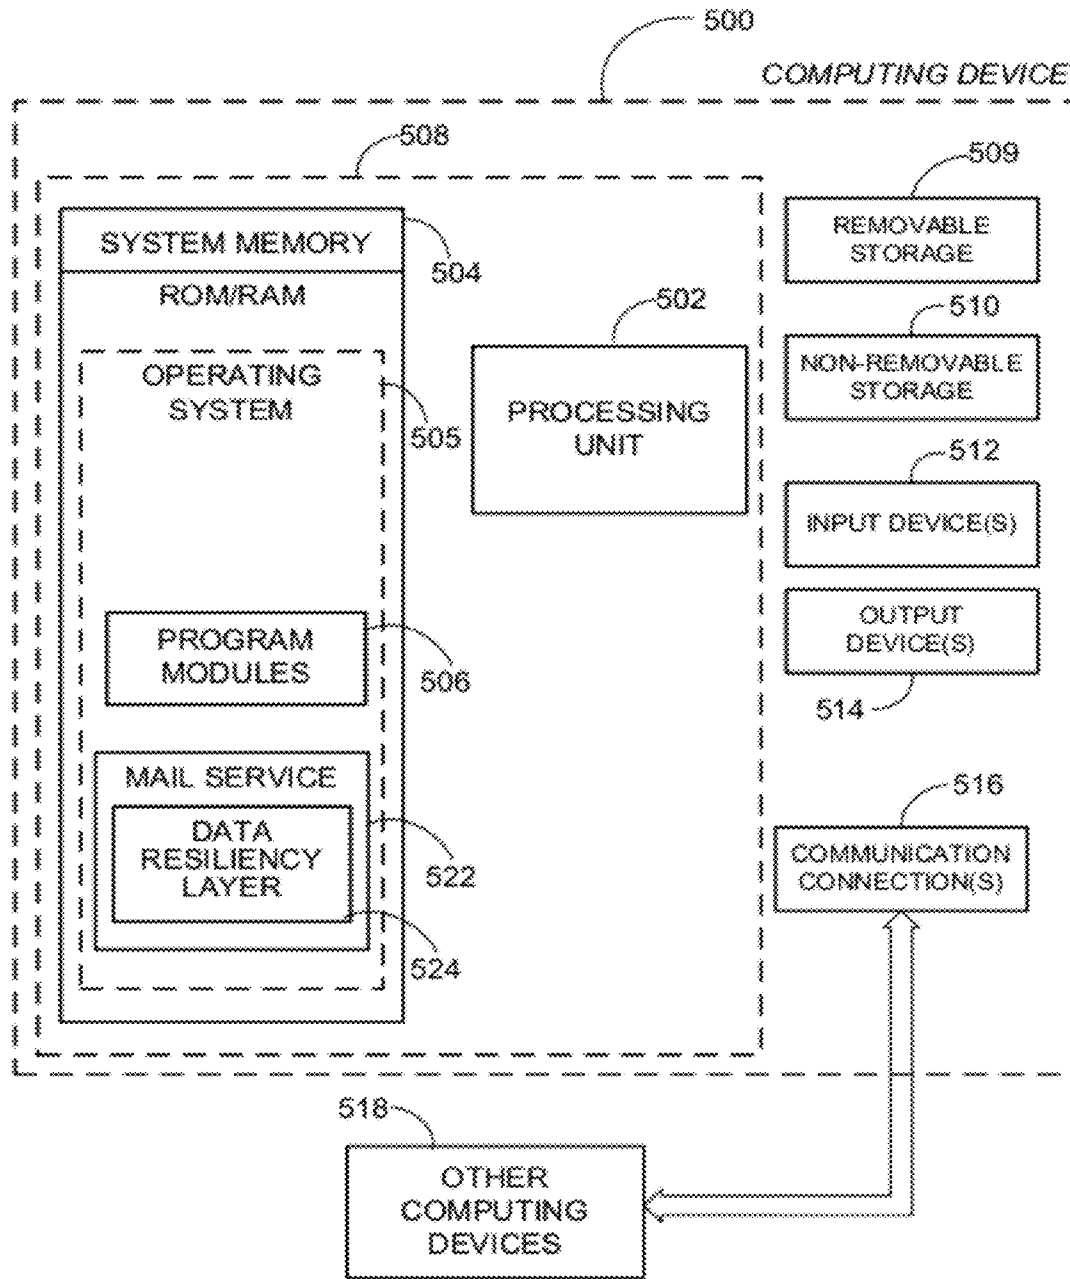 500
COMPUTING DEVICE
508
509
SYSTEM MEMORY
504
REMOVABLE
STORAGE
ROM/RAM
502
510
OPERATING
SYSTEM
505
PROCESSING
UNIT
NON-REMOVABLE
STORAGE
512
INPUT DEVICE(S)
PROGRAM
MODULES
506
OUTPUT
DEVICE(S)
514
MAIL SERVICE
522
DATA
RESILIENCY
LAYER
524
516
COMMUNICATION
CONNECTION(S)
518
OTHER
COMPUTING
DEVICES